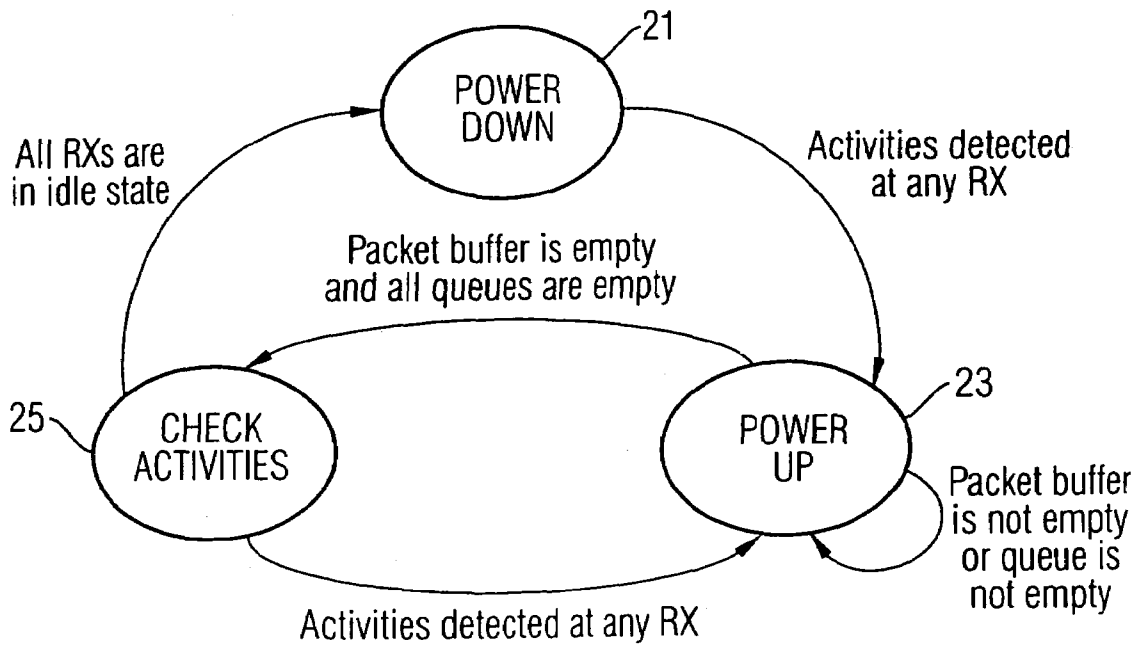 21
POWER
DOWN
All RXs are
in idle state
Activities detected
at any RX
Packet buffer is empty
and all queues are empty
25
CHECK
ACTIVITIES
23
POWER
UP
Packet buffer
is not empty
or queue is
not empty
Activities detected at any RX